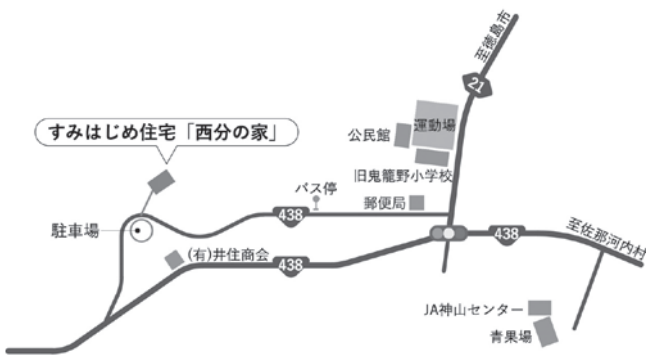 至徳島市
21
運動場
公民館
すみはじめ住宅「西分の家」
旧鬼籠野小学校
バス停
郵便局
438
至佐那河内村
駐車場
438
(有)井住商会
438
JA神山センター
青果場